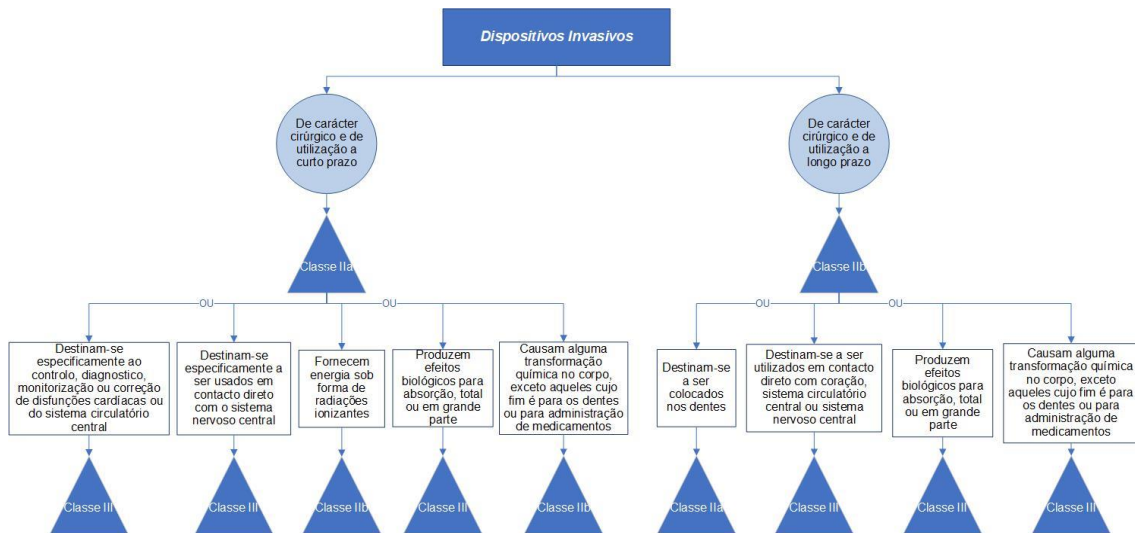 Dispositivos Invasivos
De carácter
cirúrgico e de
utilização a
curto prazo
De carácter
cirúrgico e de
utilização a
longo prazo
Classe IIa
Classe IIb
OU
OU
OU
OU
Destinam-se
especificamente ao
controlo, diagnostico,
monitorização ou correção
de disfunções cardíacas ou
do sistema circulatório
central
Destinam-se
especificamente a
ser usados em
contacto direto
com o sistema
nervoso central
Fornecem
energia sob
forma de
radiações
ionizantes
Produzem
efeitos
biológicos para
absorção, total
ou em grande
parte
Causam alguma
transformação
química no corpo,
exceto aqueles cujo
fim é para os dentes
ou para administração
de medicamentos
Destinam-se
a ser
colocados
nos dentes
Destinam-se a ser
utilizados em contacto
direto com coração,
sistema circulatório
central ou sistema
nervoso central
Produzem
efeitos
biológicos para
absorção, total
ou em grande
parte
Causam alguma
transformação química
no corpo, exceto
aqueles cujo fim é para
os dentes ou para
administração de
medicamentos
Classe III
Classe III
Classe IIb
Classe III
Classe IIb
Classe IIa
Classe III
Classe III
Classe III